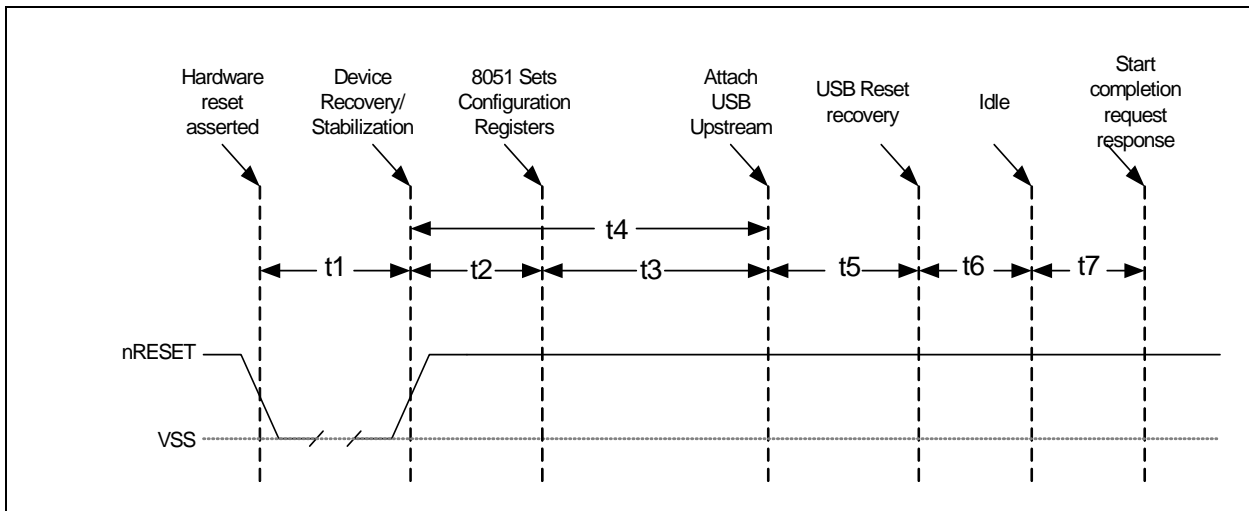 Hardware
reset
asserted
Device
Recovery/
Stabilization
8051 Sets
Configuration
Registers
Attach
USB
Upstream
USB Reset
recovery
Idle
Start
completion
request
response
t4
t1
t2
t3
t5
t6
t7
nRESET
VSS